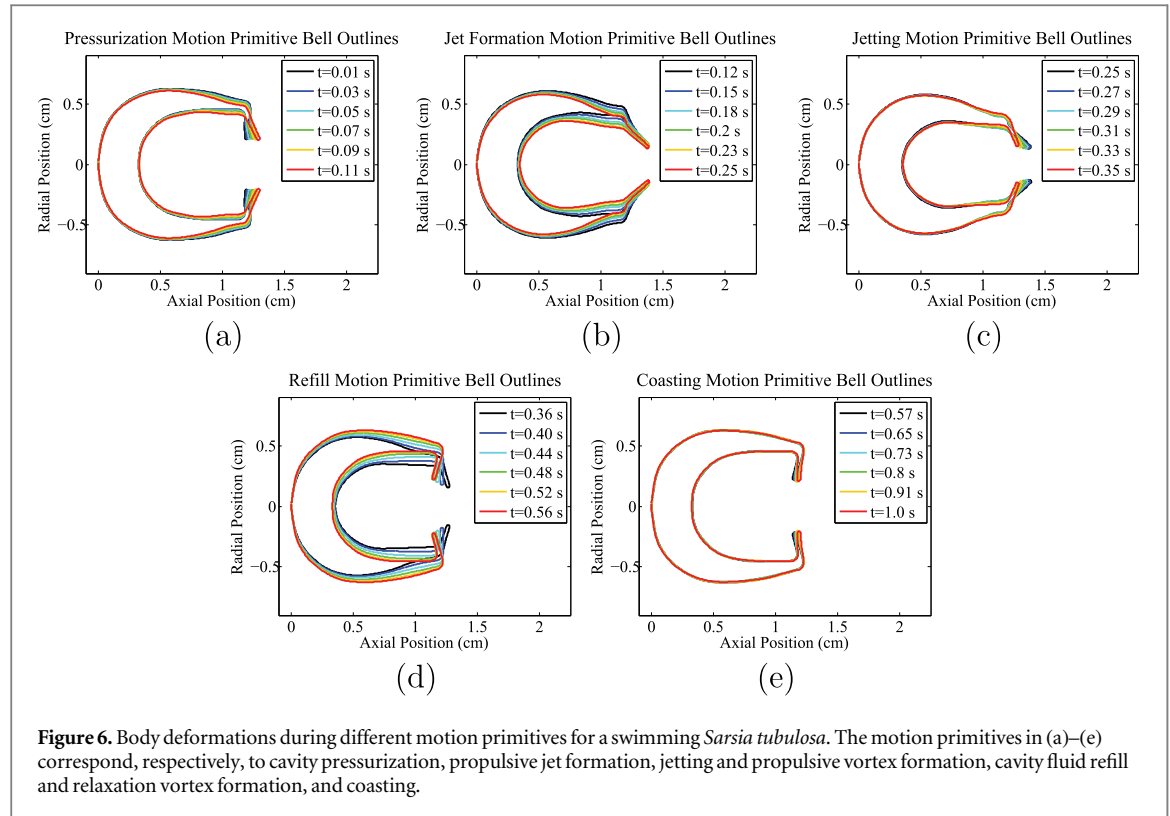 Pressurization Motion Primitive Bell Outlines
t=0.01 s
t=0.03 s
t=0.05 s
t=0.07 s
t=0.09 s
t=0.11 s
Radial Position (cm)
0.5
0
−0.5
0 0.5 1 1.5 2
Axial Position (cm)
(a)
Jet Formation Motion Primitive Bell Outlines
t=0.12 s
t=0.15 s
t=0.18 s
t=0.2 s
t=0.23 s
t=0.25 s
Radial Position (cm)
0.5
0
−0.5
0 0.5 1 1.5 2
Axial Position (cm)
(b)
Jetting Motion Primitive Bell Outlines
t=0.25 s
t=0.27 s
t=0.29 s
t=0.31 s
t=0.33 s
t=0.35 s
Radial Position (cm)
0.5
0
−0.5
0 0.5 1 1.5 2
Axial Position (cm)
(c)
Refill Motion Primitive Bell Outlines
t=0.36 s
t=0.40 s
t=0.44 s
t=0.48 s
t=0.52 s
t=0.56 s
Radial Position (cm)
0.5
0
−0.5
0 0.5 1 1.5 2
Axial Position (cm)
(d)
Coasting Motion Primitive Bell Outlines
t=0.57 s
t=0.65 s
t=0.73 s
t=0.8 s
t=0.91 s
t=1.0 s
Radial Position (cm)
0.5
0
−0.5
0 0.5 1 1.5 2
Axial Position (cm)
(e)
Figure 6. Body deformations during different motion primitives for a swimming Sarsia tubulosa. The motion primitives in (a)–(e)
correspond, respectively, to cavity pressurization, propulsive jet formation, jetting and propulsive vortex formation, cavity fluid refill
and relaxation vortex formation, and coasting.